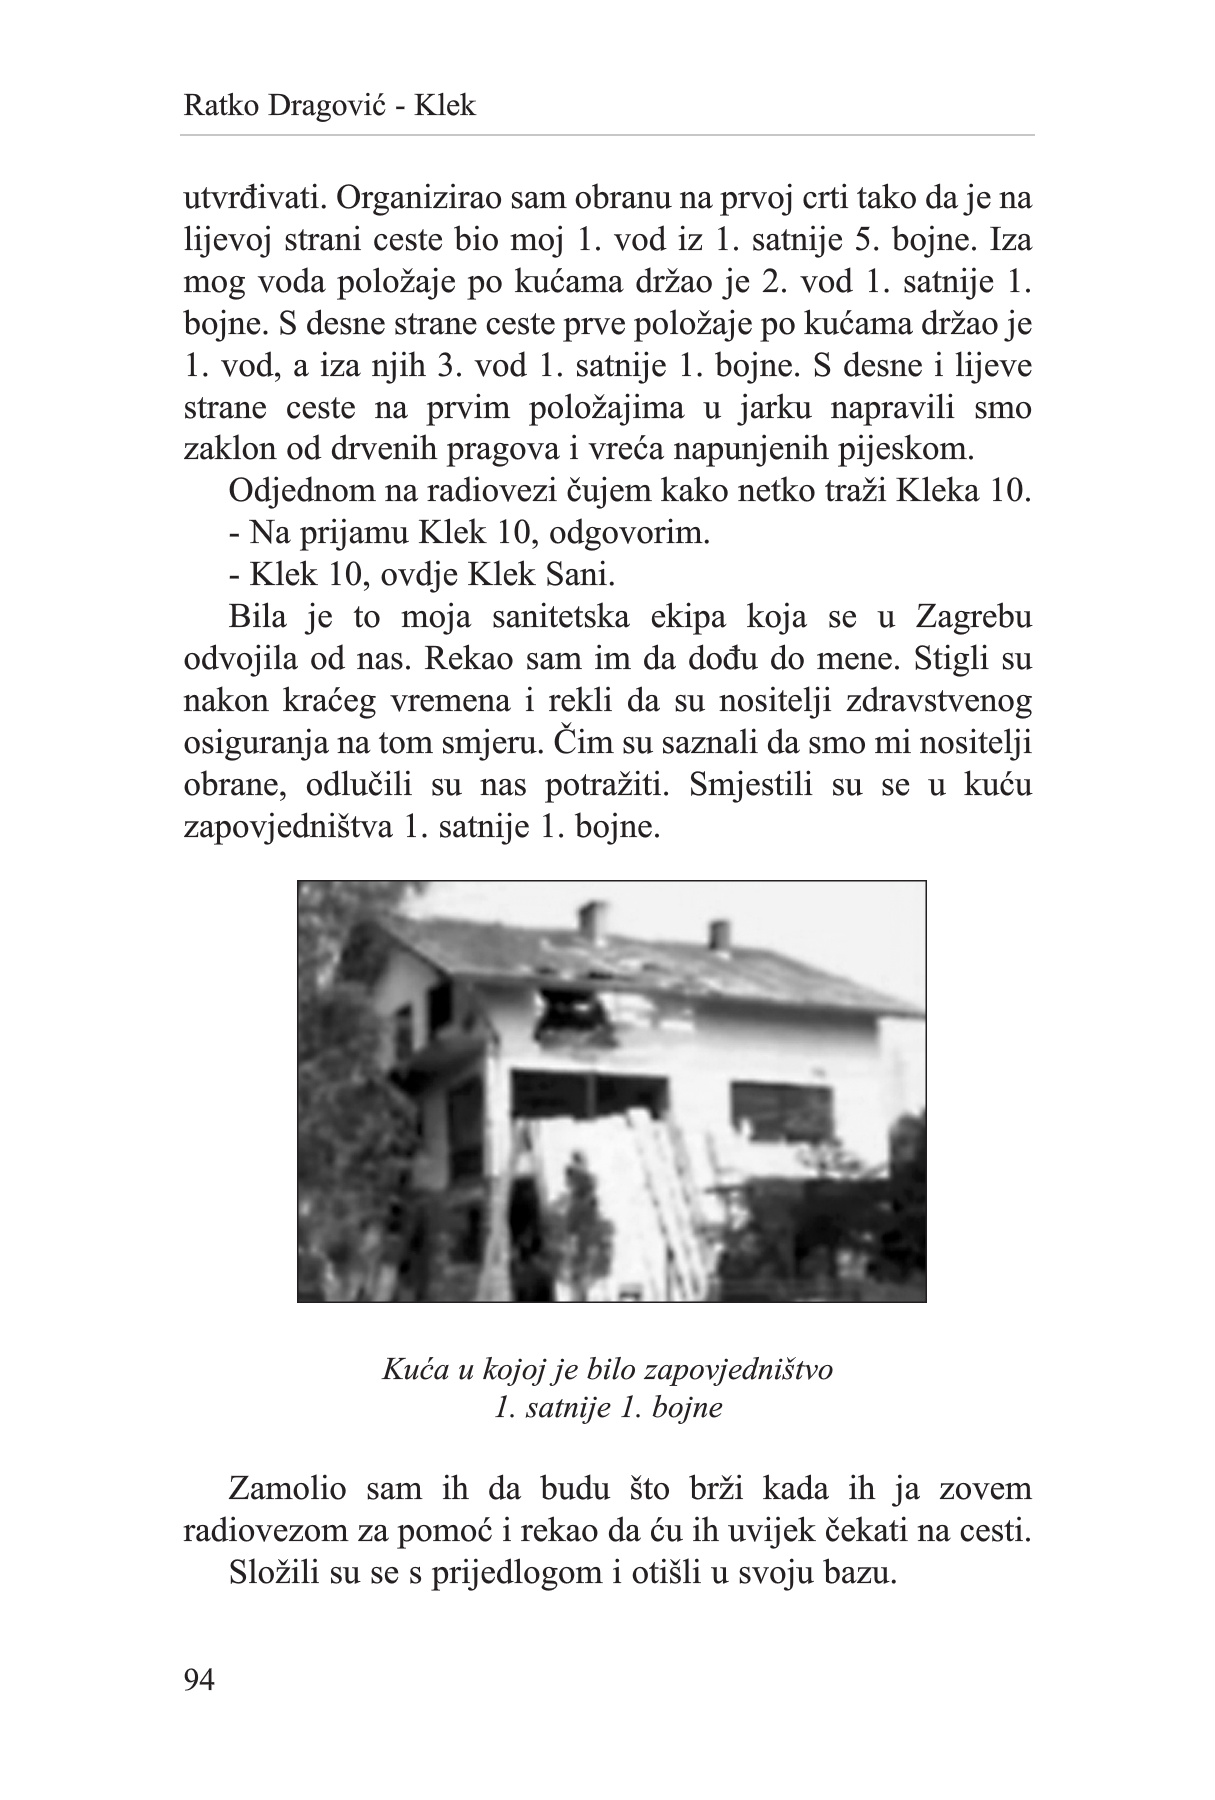 Ratko Dragović - Klek
utvrđivati. Organizirao sam obranu na prvoj crti tako da je na
lijevoj strani ceste bio moj 1. vod iz 1. satnije 5. bojne. Iza
mog voda položaje po kućama držao je 2. vod 1. satnije 1.
bojne. S desne strane ceste prve položaje po kućama držao je
1. vod, a iza njih 3. vod 1. satnije 1. bojne. S desne i lijeve
strane ceste na prvim položajima u jarku napravili smo
zaklon od drvenih pragova i vreća napunjenih pijeskom.
Odjednom na radiovezi čujem kako netko traži Kleka 10.
- Na prijamu Klek 10, odgovorim.
- Klek 10, ovdje Klek Sani.
Bila je to moja sanitetska ekipa koja se u Zagrebu
odvojila od nas. Rekao sam im da dođu do mene. Stigli su
nakon kraćeg vremena i rekli da su nositelji zdravstvenog
osiguranja na tom smjeru. Čim su saznali da smo mi nositelji
obrane, odlučili su nas potražiti. Smjestili su se u kuću
zapovjedništva 1. satnije 1. bojne.
Kuća u kojoj je bilo zapovjedništvo
1. satnije 1. bojne
Zamolio sam ih da budu što brži kada ih ja zovem
radiovezom za pomoć i rekao da ću ih uvijek čekati na cesti.
Složili su se s prijedlogom i otišli u svoju bazu.
94